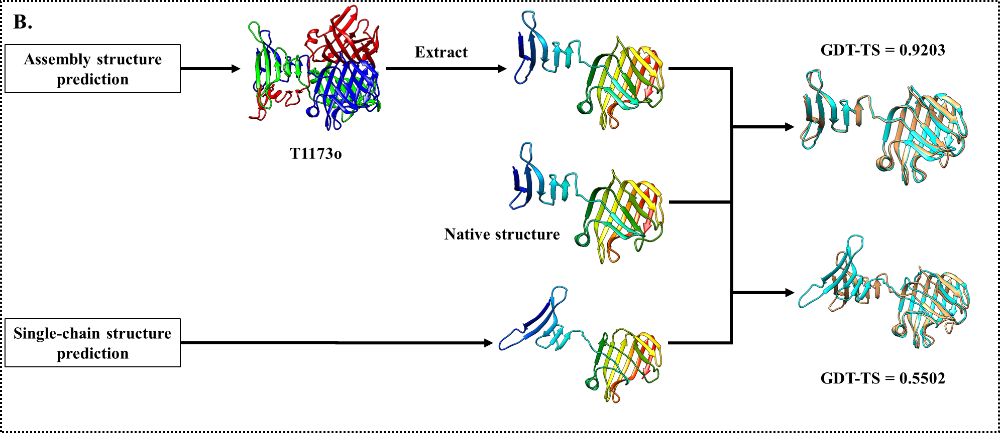 B.
Assembly structure
prediction
Extract
GDT-TS = 0.9203
T1173o
Native structure
Single-chain structure
prediction
GDT-TS = 0.5502